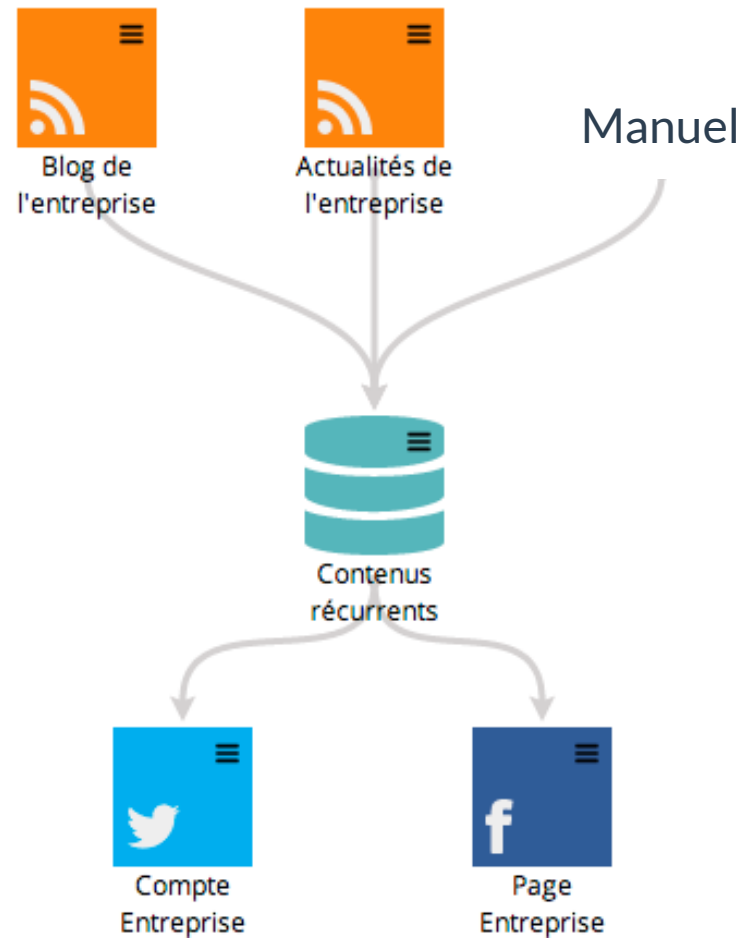 Manuel
Blog de
l'entreprise
Actualités de
l'entreprise
Contenus
récurrents
Compte
Entreprise
Page
Entreprise